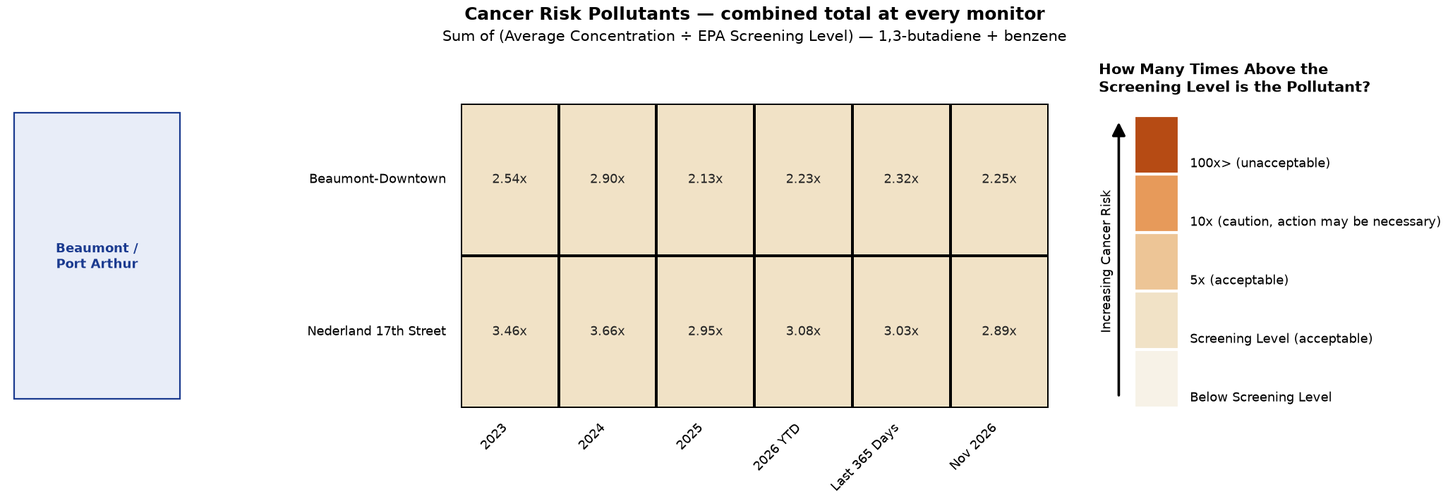 Cancer Risk Pollutants — combined total at every monitor
Sum of (Average Concentration ÷ EPA Screening Level) — 1,3-butadiene + benzene
How Many Times Above the
Screening Level is the Pollutant?
Beaumont /
Port Arthur
Beaumont-Downtown
2.54x 2.90x 2.13x 2.23x 2.32x 2.25x
Nederland 17th Street
3.46x 3.66x 2.95x 3.08x 3.03x 2.89x
2023
2024
2025
2026 YTD
Last 365 Days
Nov 2026
Increasing Cancer Risk
100x> (unacceptable)
10x (caution, action may be necessary)
5x (acceptable)
Screening Level (acceptable)
Below Screening Level